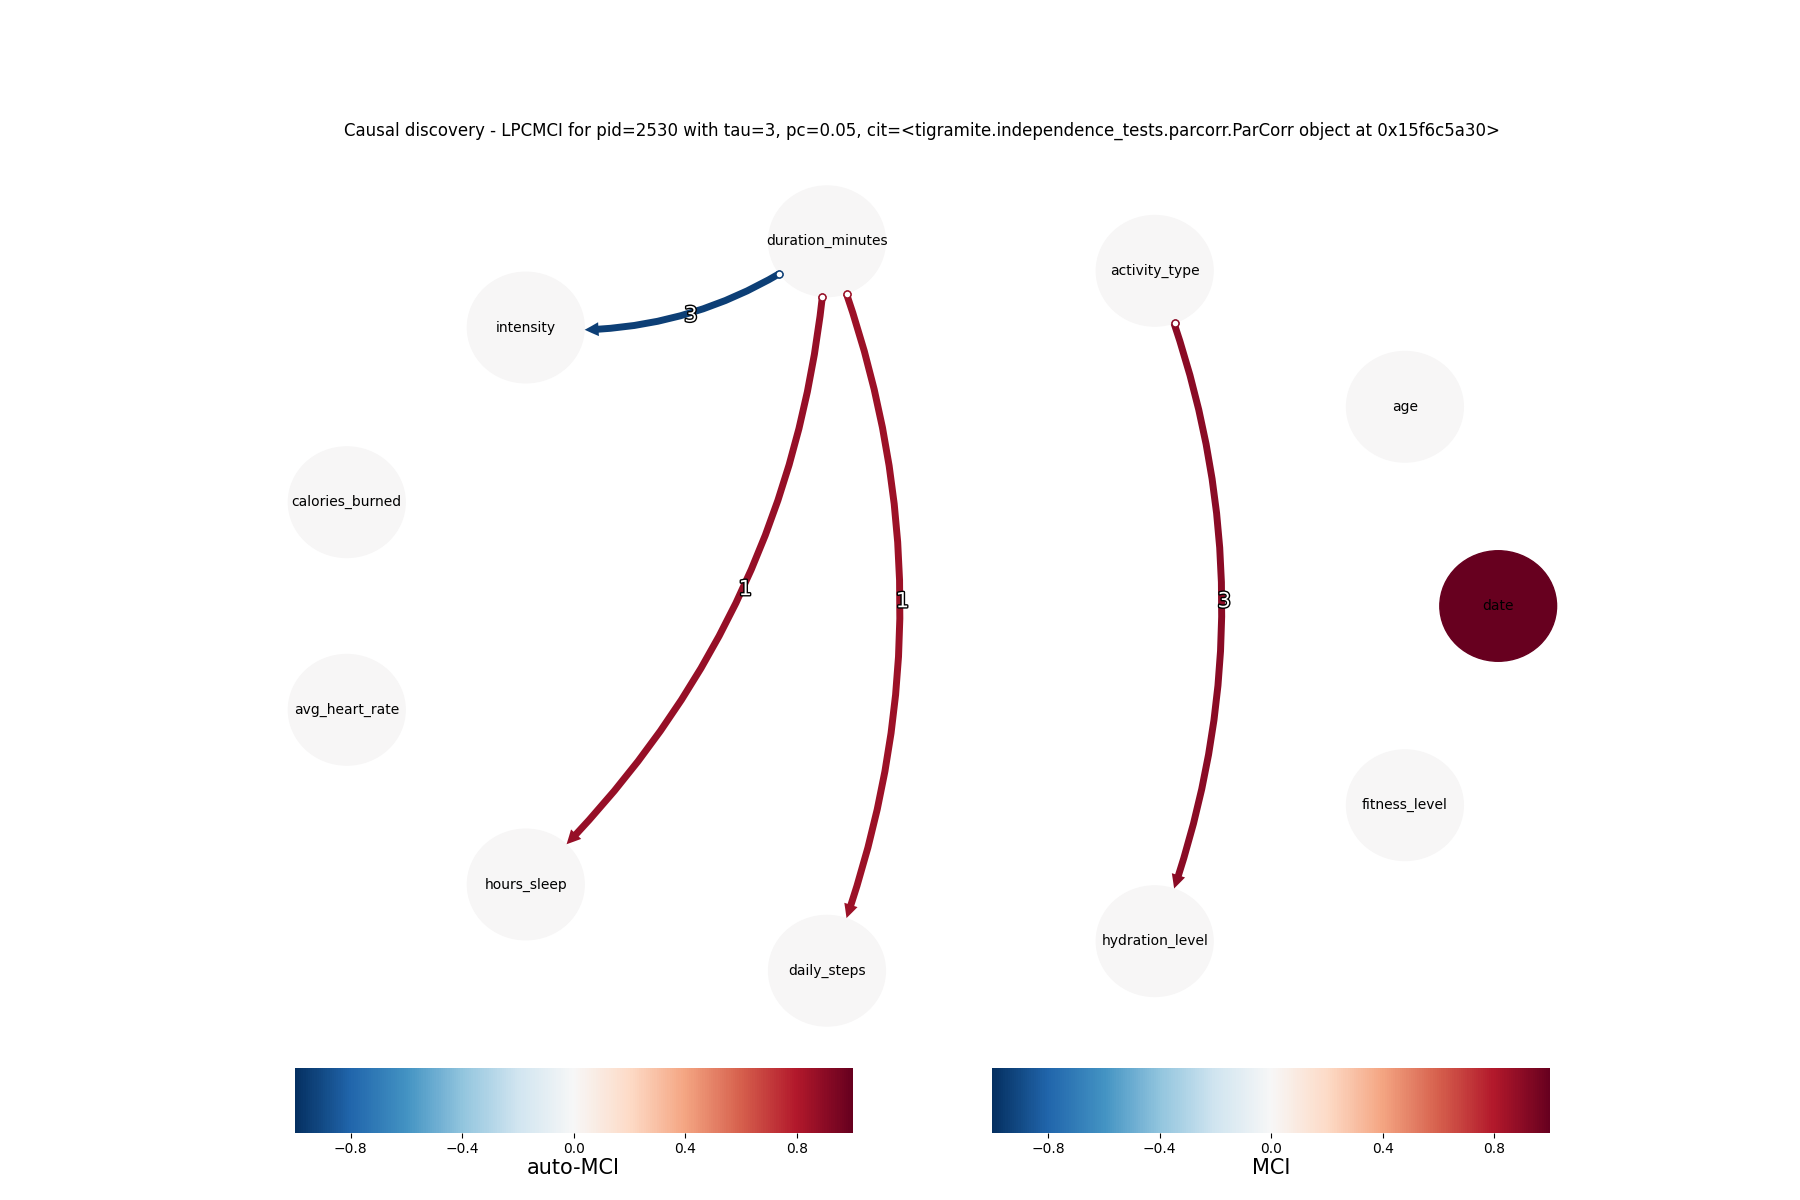 Causal discovery - LPCMCI for pid=2530 with tau=3, pc=0.05, cit=<tigramite.independence_tests.parcorr.ParCorr object at 0x15f6c5a30>
duration_minutes
activity_type
intensity
3
age
calories_burned
1
1
3
date
avg_heart_rate
fitness_level
hours_sleep
hydration_level
daily_steps
−0.8 −0.4 0.0 0.4 0.8
auto-MCI
−0.8 −0.4 0.0 0.4 0.8
MCI